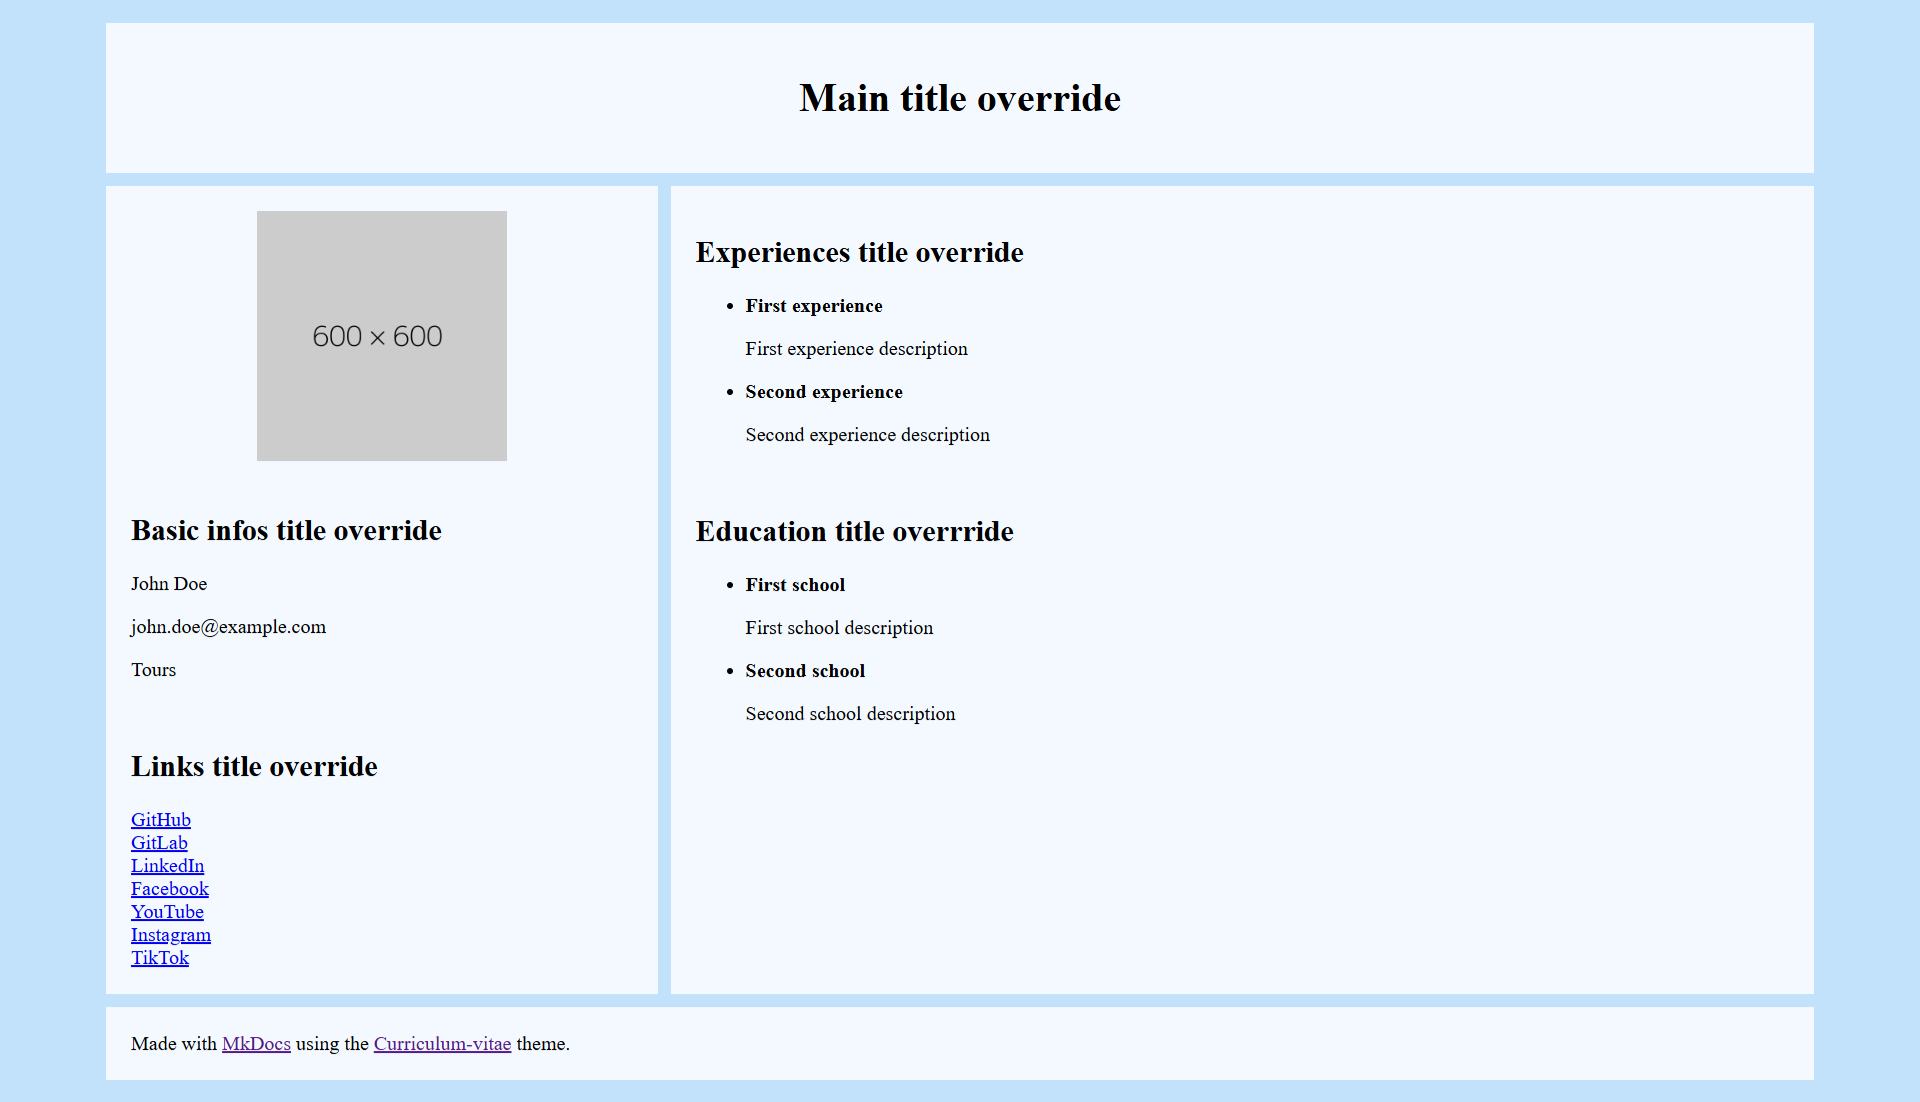 Main title override
600 × 600
Basic infos title override
John Doe
john.doe@example.com
Tours
Links title override
GitHub
GitLab
LinkedIn
Facebook
YouTube
Instagram
TikTok
Experiences title override
First experience
First experience description
Second experience
Second experience description
Education title overrride
First school
First school description
Second school
Second school description
Made with MkDocs using the Curriculum-vitae theme.